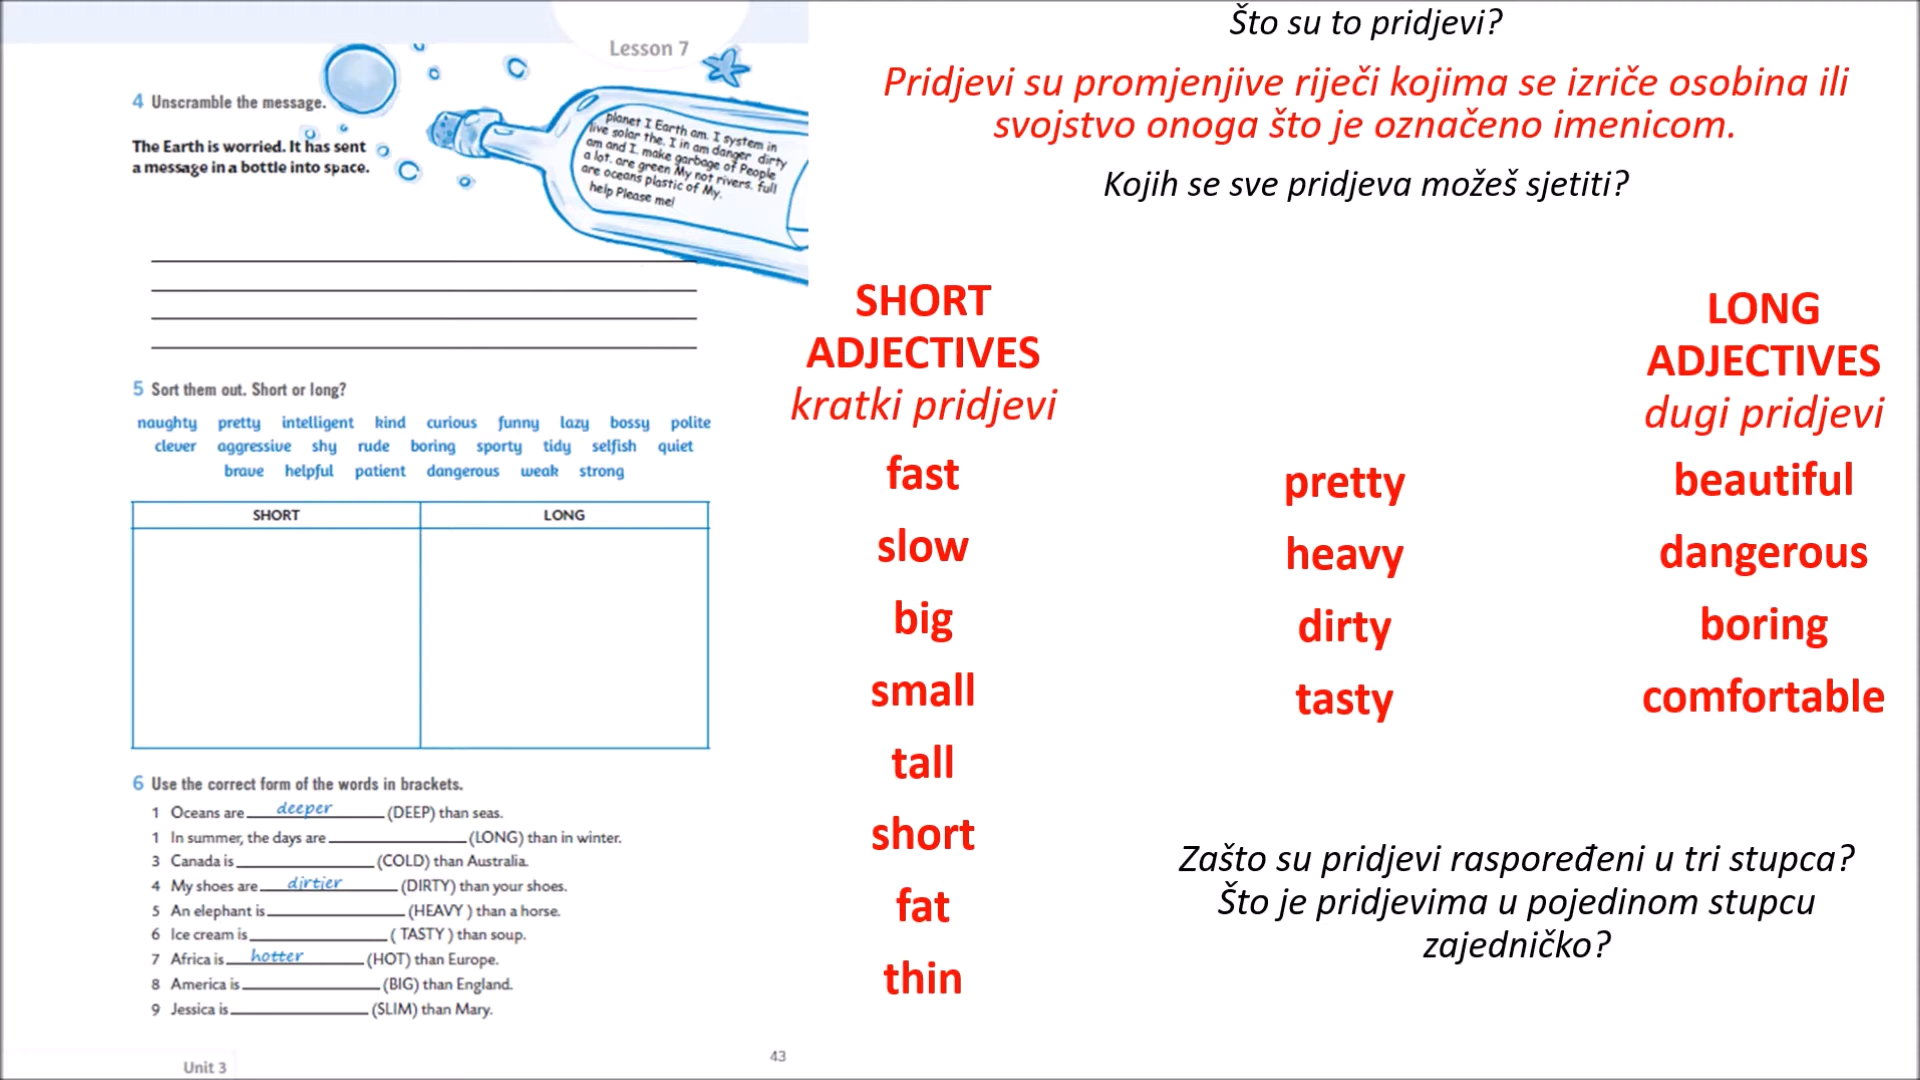 Lesson 7
4 Unscramble the message.
The Earth is worried. It has sent
a message in a bottle into space.
planet I Earth am. I system in
live solar the. I in am danger dirty
am and I. make garbage of People
a lot. are green My not rivers. full
are oceans plastic of My.
help Please me!
5 Sort them out. Short or long?
naughty pretty intelligent kind curious funny lazy bossy polite
clever aggressive shy rude boring sporty tidy selfish quiet
brave helpful patient dangerous weak strong
SHORT LONG
6 Use the correct form of the words in brackets.
1 Oceans are deeper (DEEP) than seas.
1 In summer, the days are (LONG) than in winter.
3 Canada is (COLD) than Australia.
4 My shoes are dirtier (DIRTY) than your shoes.
5 An elephant is (HEAVY ) than a horse.
6 Ice cream is ( TASTY ) than soup.
7 Africa is hotter (HOT) than Europe.
8 America is (BIG) than England.
9 Jessica is (SLIM) than Mary.
43
Unit 3
Što su to pridjevi?
Pridjevi su promjenjive riječi kojima se izriče osobina ili
svojstvo onoga što je označeno imenicom.
Kojih se sve pridjeva možeš sjetiti?
SHORT
ADJECTIVES
kratki pridjevi
fast
slow
big
small
tall
short
fat
thin
pretty
heavy
dirty
tasty
LONG
ADJECTIVES
dugi pridjevi
beautiful
dangerous
boring
comfortable
Zašto su pridjevi raspoređeni u tri stupca?
Što je pridjevima u pojedinom stupcu
zajedničko?